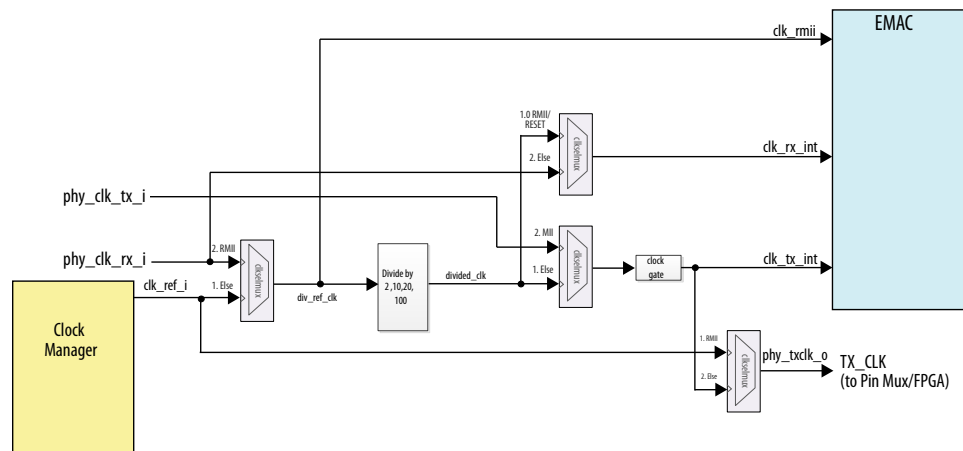 EMAC
clk_rmii
1.0 RMII/
RESET
clkselmux
clk_rx_int
2. Else
phy_clk_tx_i
2. MII
clkselmux
1. Else
clock
gate
clk_tx_int
phy_clk_rx_i
2. RMII
clkselmux
1. Else
clk_ref_i
div_ref_clk
Divide by
2 ,10,20,
100
divided_clk
Clock
Manager
1. RMII
clkselmux
2. Else
phy_txclk_o
TX_CLK
(to Pin Mux/FPGA)